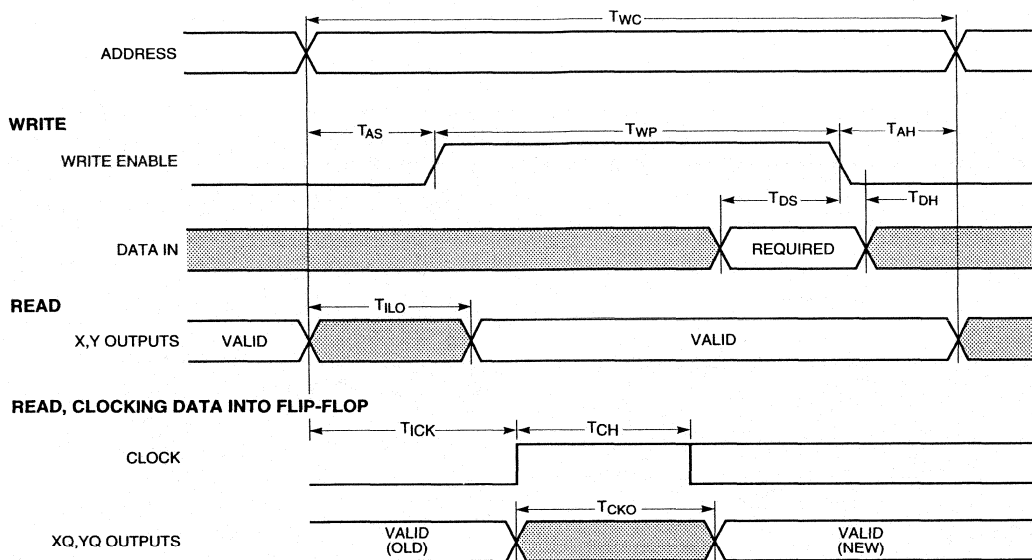 TWC
ADDRESS
WRITE
TAS
TWP
TAH
WRITE ENABLE
TDS
TDH
DATA IN
REQUIRED
READ
TILO
X,Y OUTPUTS
VALID
VALID
READ, CLOCKING DATA INTO FLIP-FLOP
TICK
TCH
CLOCK
TCKO
XQ,YQ OUTPUTS
VALID
(OLD)
VALID
(NEW)